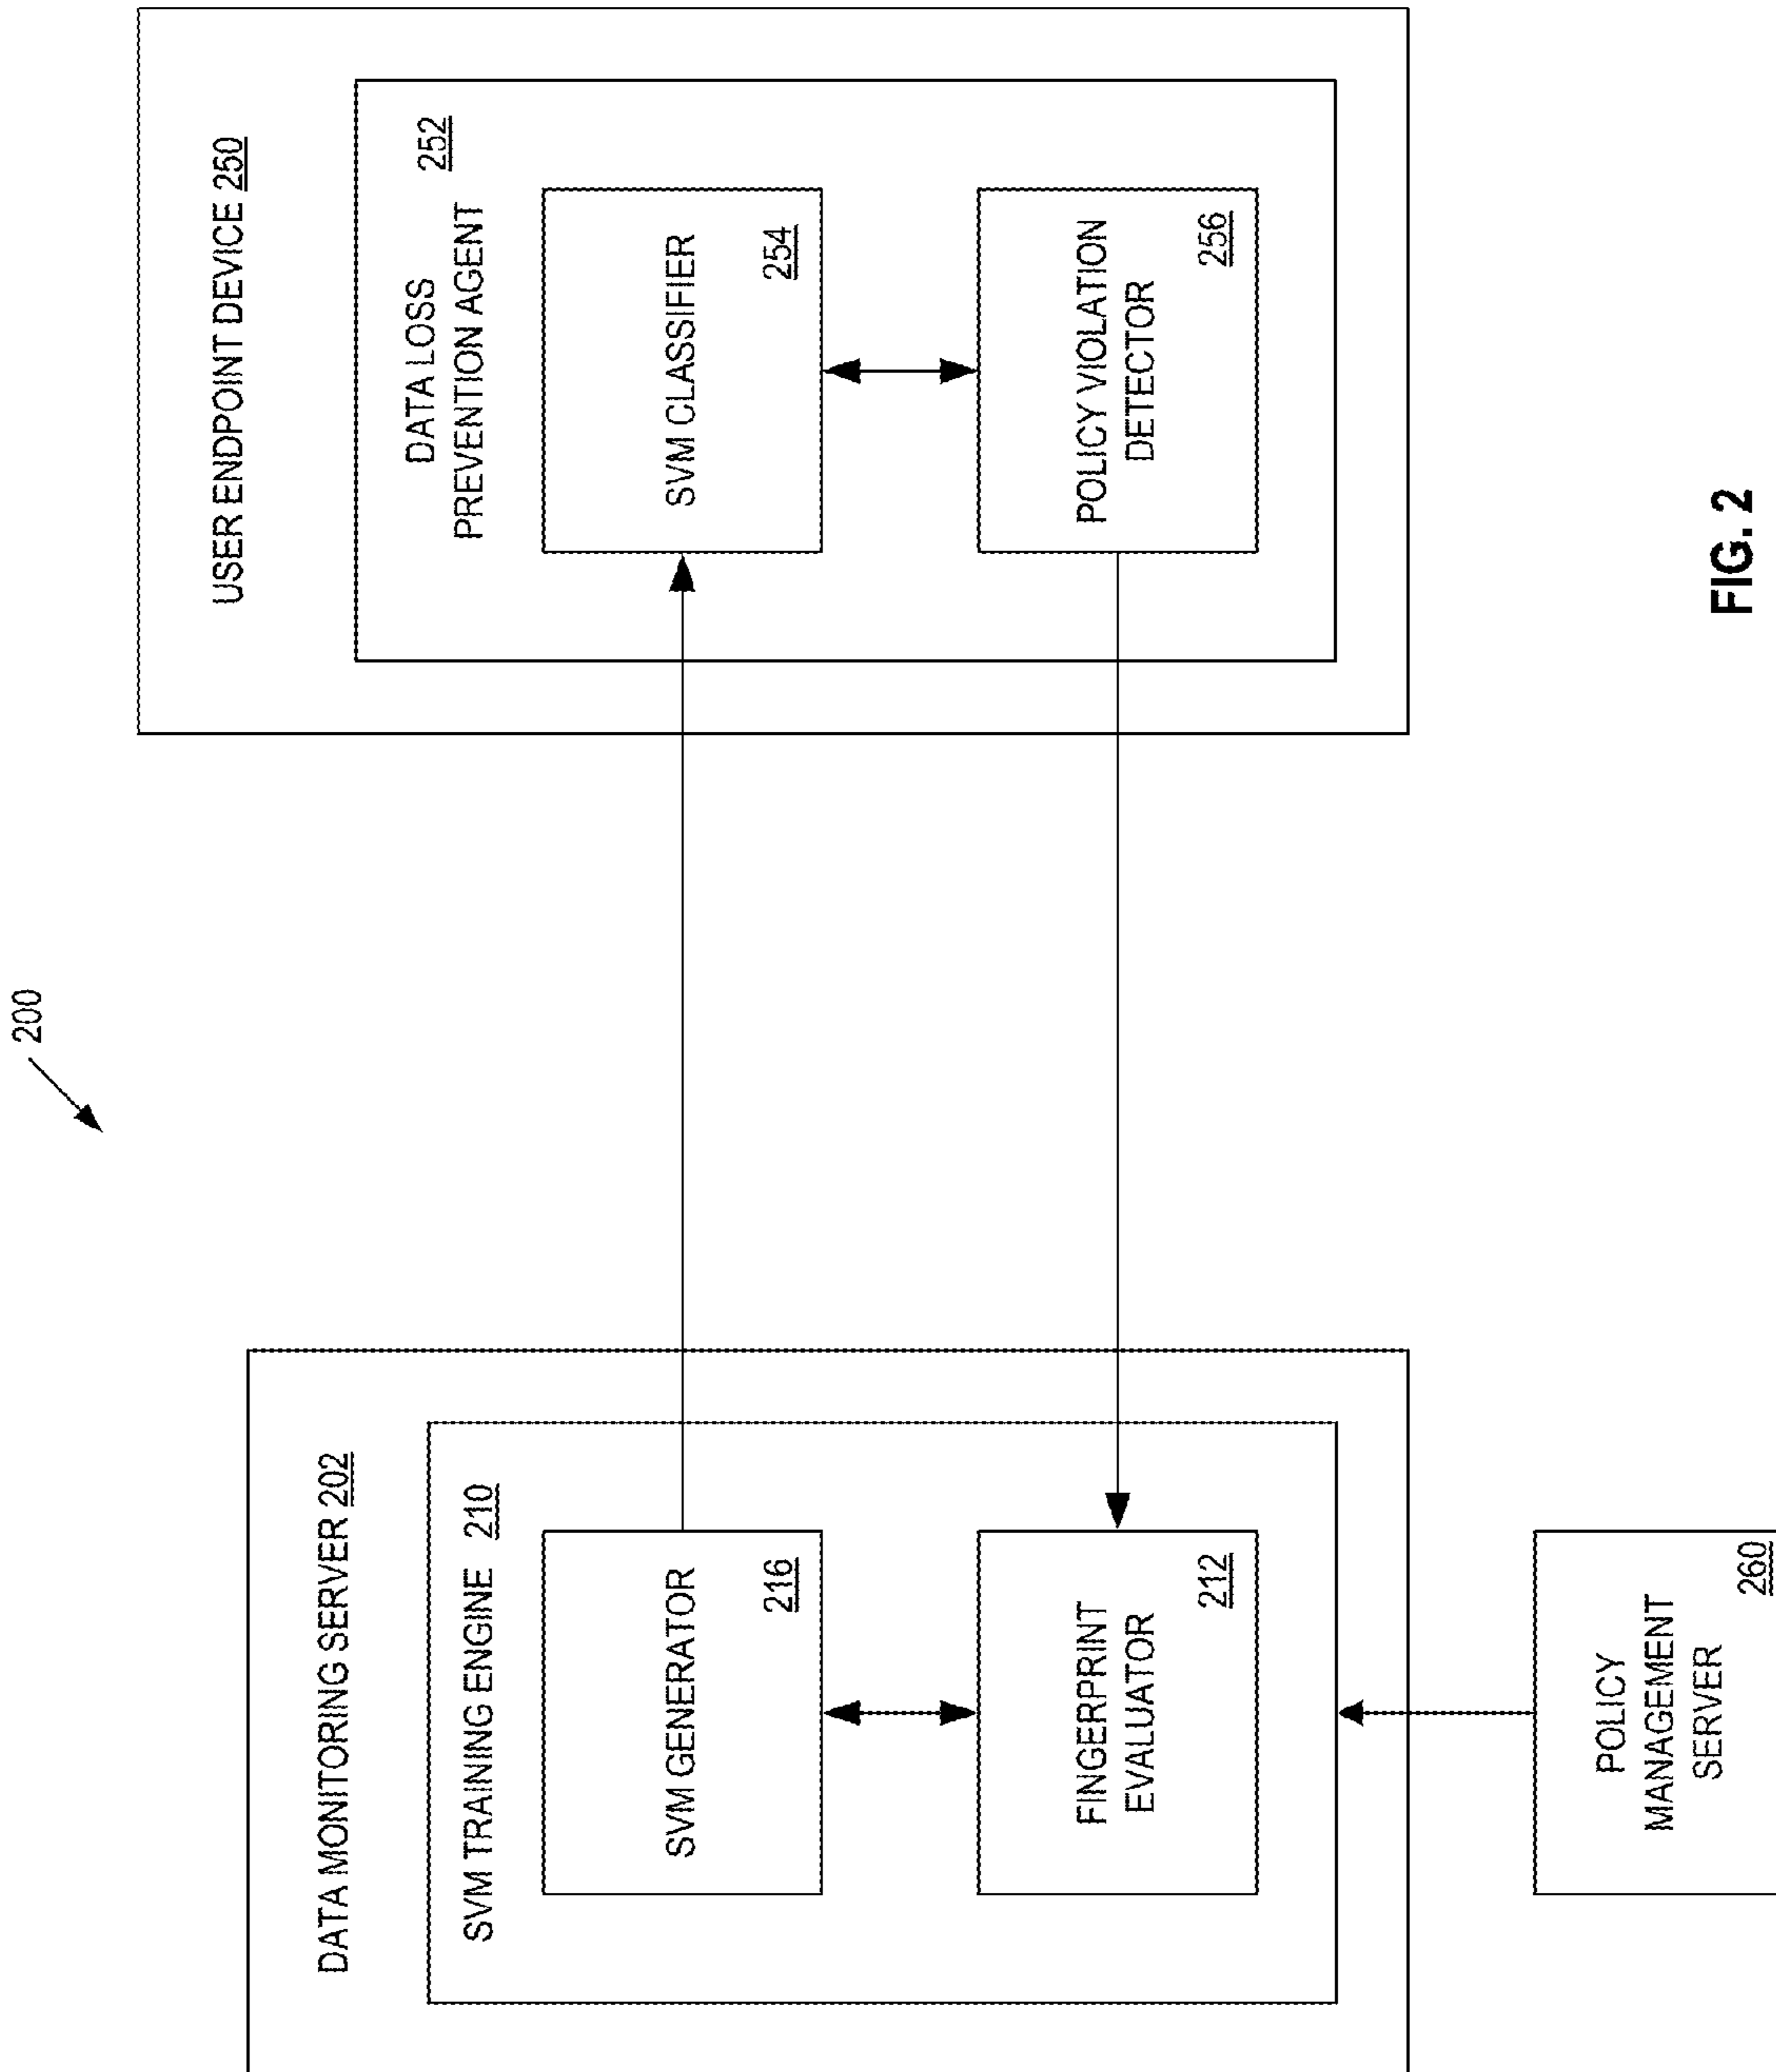 200
DATA MONITORING SERVER 202
SVM TRAINING ENGINE 210
SVM GENERATOR
216
FINGERPRINT
EVALUATOR
212
POLICY
MANAGEMENT
SERVER
260
USER ENDPOINT DEVICE 250
DATA LOSS
PREVENTION AGENT
252
SVM CLASSIFIER
254
POLICY VIOLATION
DETECTOR
256
FIG. 2